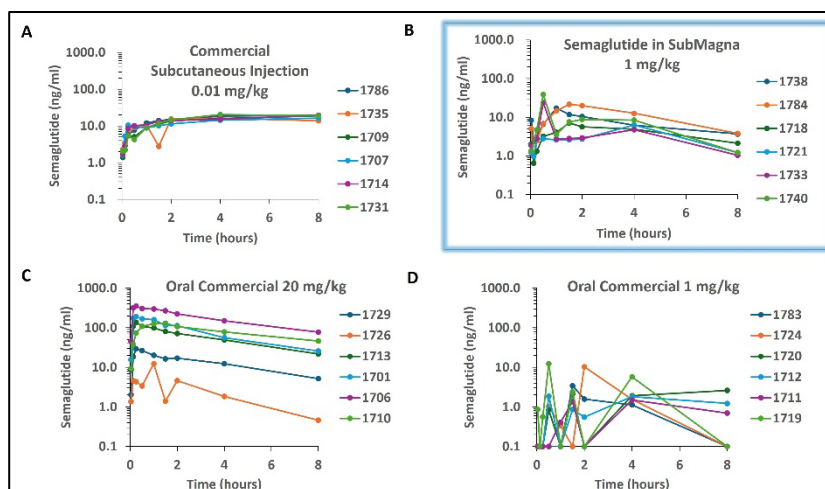 A
Commercial
Subcutaneous Injection
0.01 mg/kg
Semaglutide (ng/ml)
1000.0
100.0
10.0
1.0
0.1
0 2 4 6 8
Time (hours)
1786
1735
1709
1707
1714
1731
B
Semaglutide in SubMagna
1 mg/kg
Semaglutide (ng/ml)
1000.0
100.0
10.0
1.0
0.1
0 2 4 6 8
Time (hours)
1738
1784
1718
1721
1733
1740
C
Oral Commercial 20 mg/kg
Semaglutide (ng/ml)
1000.0
100.0
10.0
1.0
0.1
0 2 4 6 8
Time (hours)
1729
1726
1713
1701
1706
1710
D
Oral Commercial 1 mg/kg
Semaglutide (ng/ml)
1000.0
100.0
10.0
1.0
0.1
0 2 4 6 8
Time (hours)
1783
1724
1720
1712
1711
1719